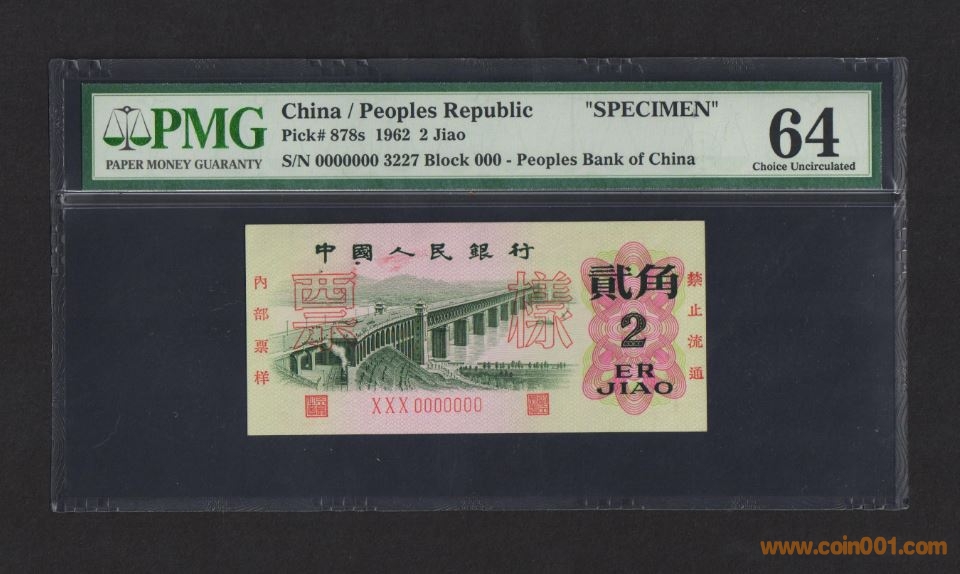 PMG
PAPER MONEY GUARANTY
China / Peoples Republic "SPECIMEN"
Pick# 878s 1962 2 Jiao
S/N 0000000 3227 Block 000 - Peoples Bank of China
64
Choice Uncirculated
中國人民銀行
內部票样
票樣
貳角
2
ER
JIAO
禁止流通
XXX 0000000
www.coin001.com